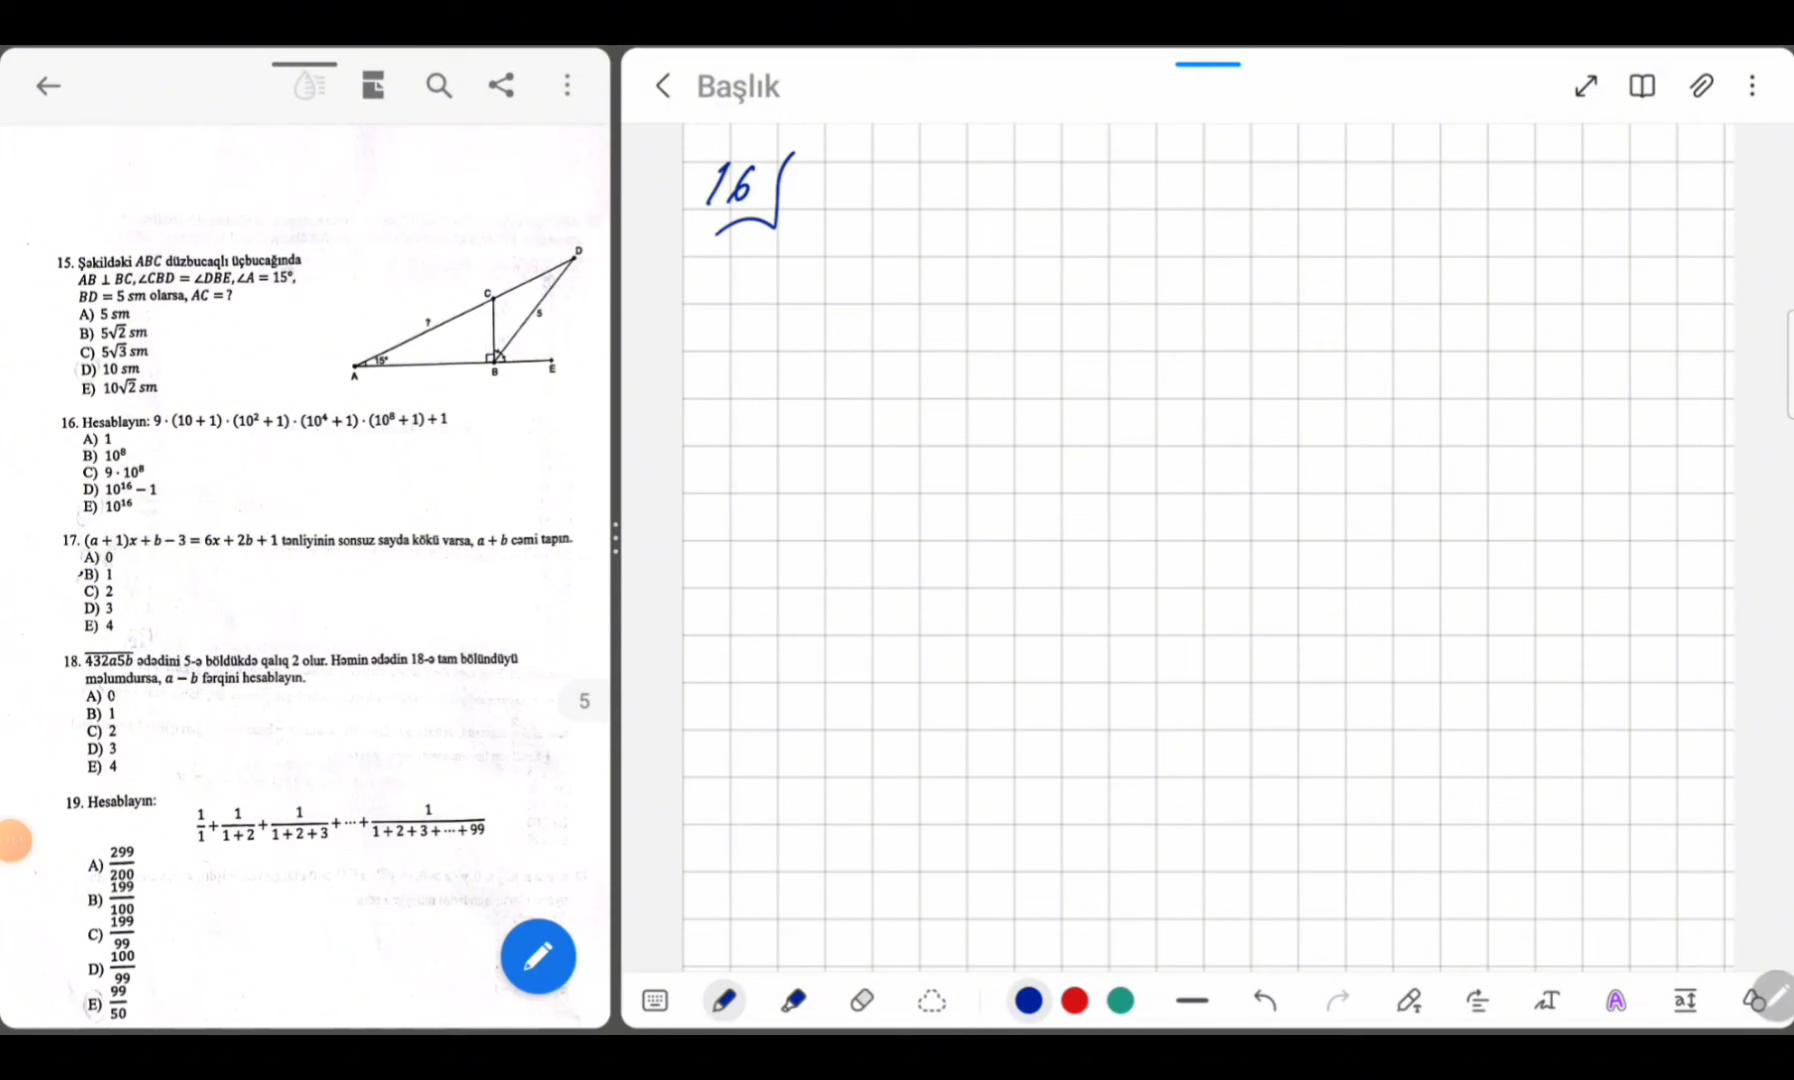 Başlık
16
15. Şəkildəki ABC düzbucaqlı üçbucağında
AB ⊥ BC, ∠CBD = ∠DBE, ∠A = 15°,
BD = 5 sm olarsa, AC = ?
A) 5 sm
B) 5√2 sm
C) 5√3 sm
D) 10 sm
E) 10√2 sm
D
C
?
5
15°
A
B
E
16. Hesablayın: 9 · (10 + 1) · (10² + 1) · (10⁴ + 1) · (10⁸ + 1) + 1
A) 1
B) 10⁸
C) 9 · 10⁸
D) 10¹⁶ − 1
E) 10¹⁶
17. (a + 1)x + b − 3 = 6x + 2b + 1 tənliyinin sonsuz sayda kökü varsa, a + b cəmi tapın.
A) 0
B) 1
C) 2
D) 3
E) 4
18. 432a5b ədədini 5-ə böldükdə qalıq 2 olur. Həmin ədədin 18-ə tam bölündüyü
məlumdursa, a − b fərqini hesablayın.
A) 0
B) 1
C) 2
D) 3
E) 4
5
19. Hesablayın:
1/1 + 1/(1+2) + 1/(1+2+3) + ⋯ + 1/(1+2+3+⋯+99)
A) 299/200
B) 199/100
C) 199/99
D) 100/99
E) 99/50